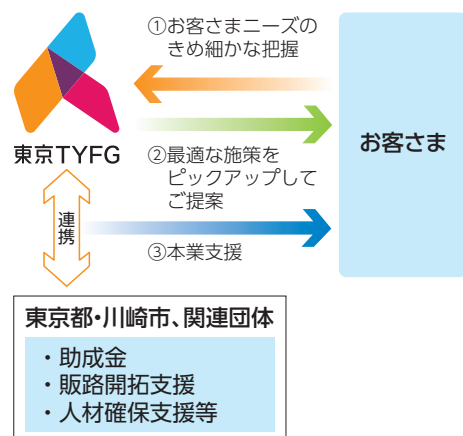 ①お客さまニーズの
きめ細かな把握
東京TYFG
お客さま
②最適な施策を
ピックアップして
ご提案
連携
③本業支援
東京都・川崎市、関連団体
・助成金
・販路開拓支援
・人材確保支援等